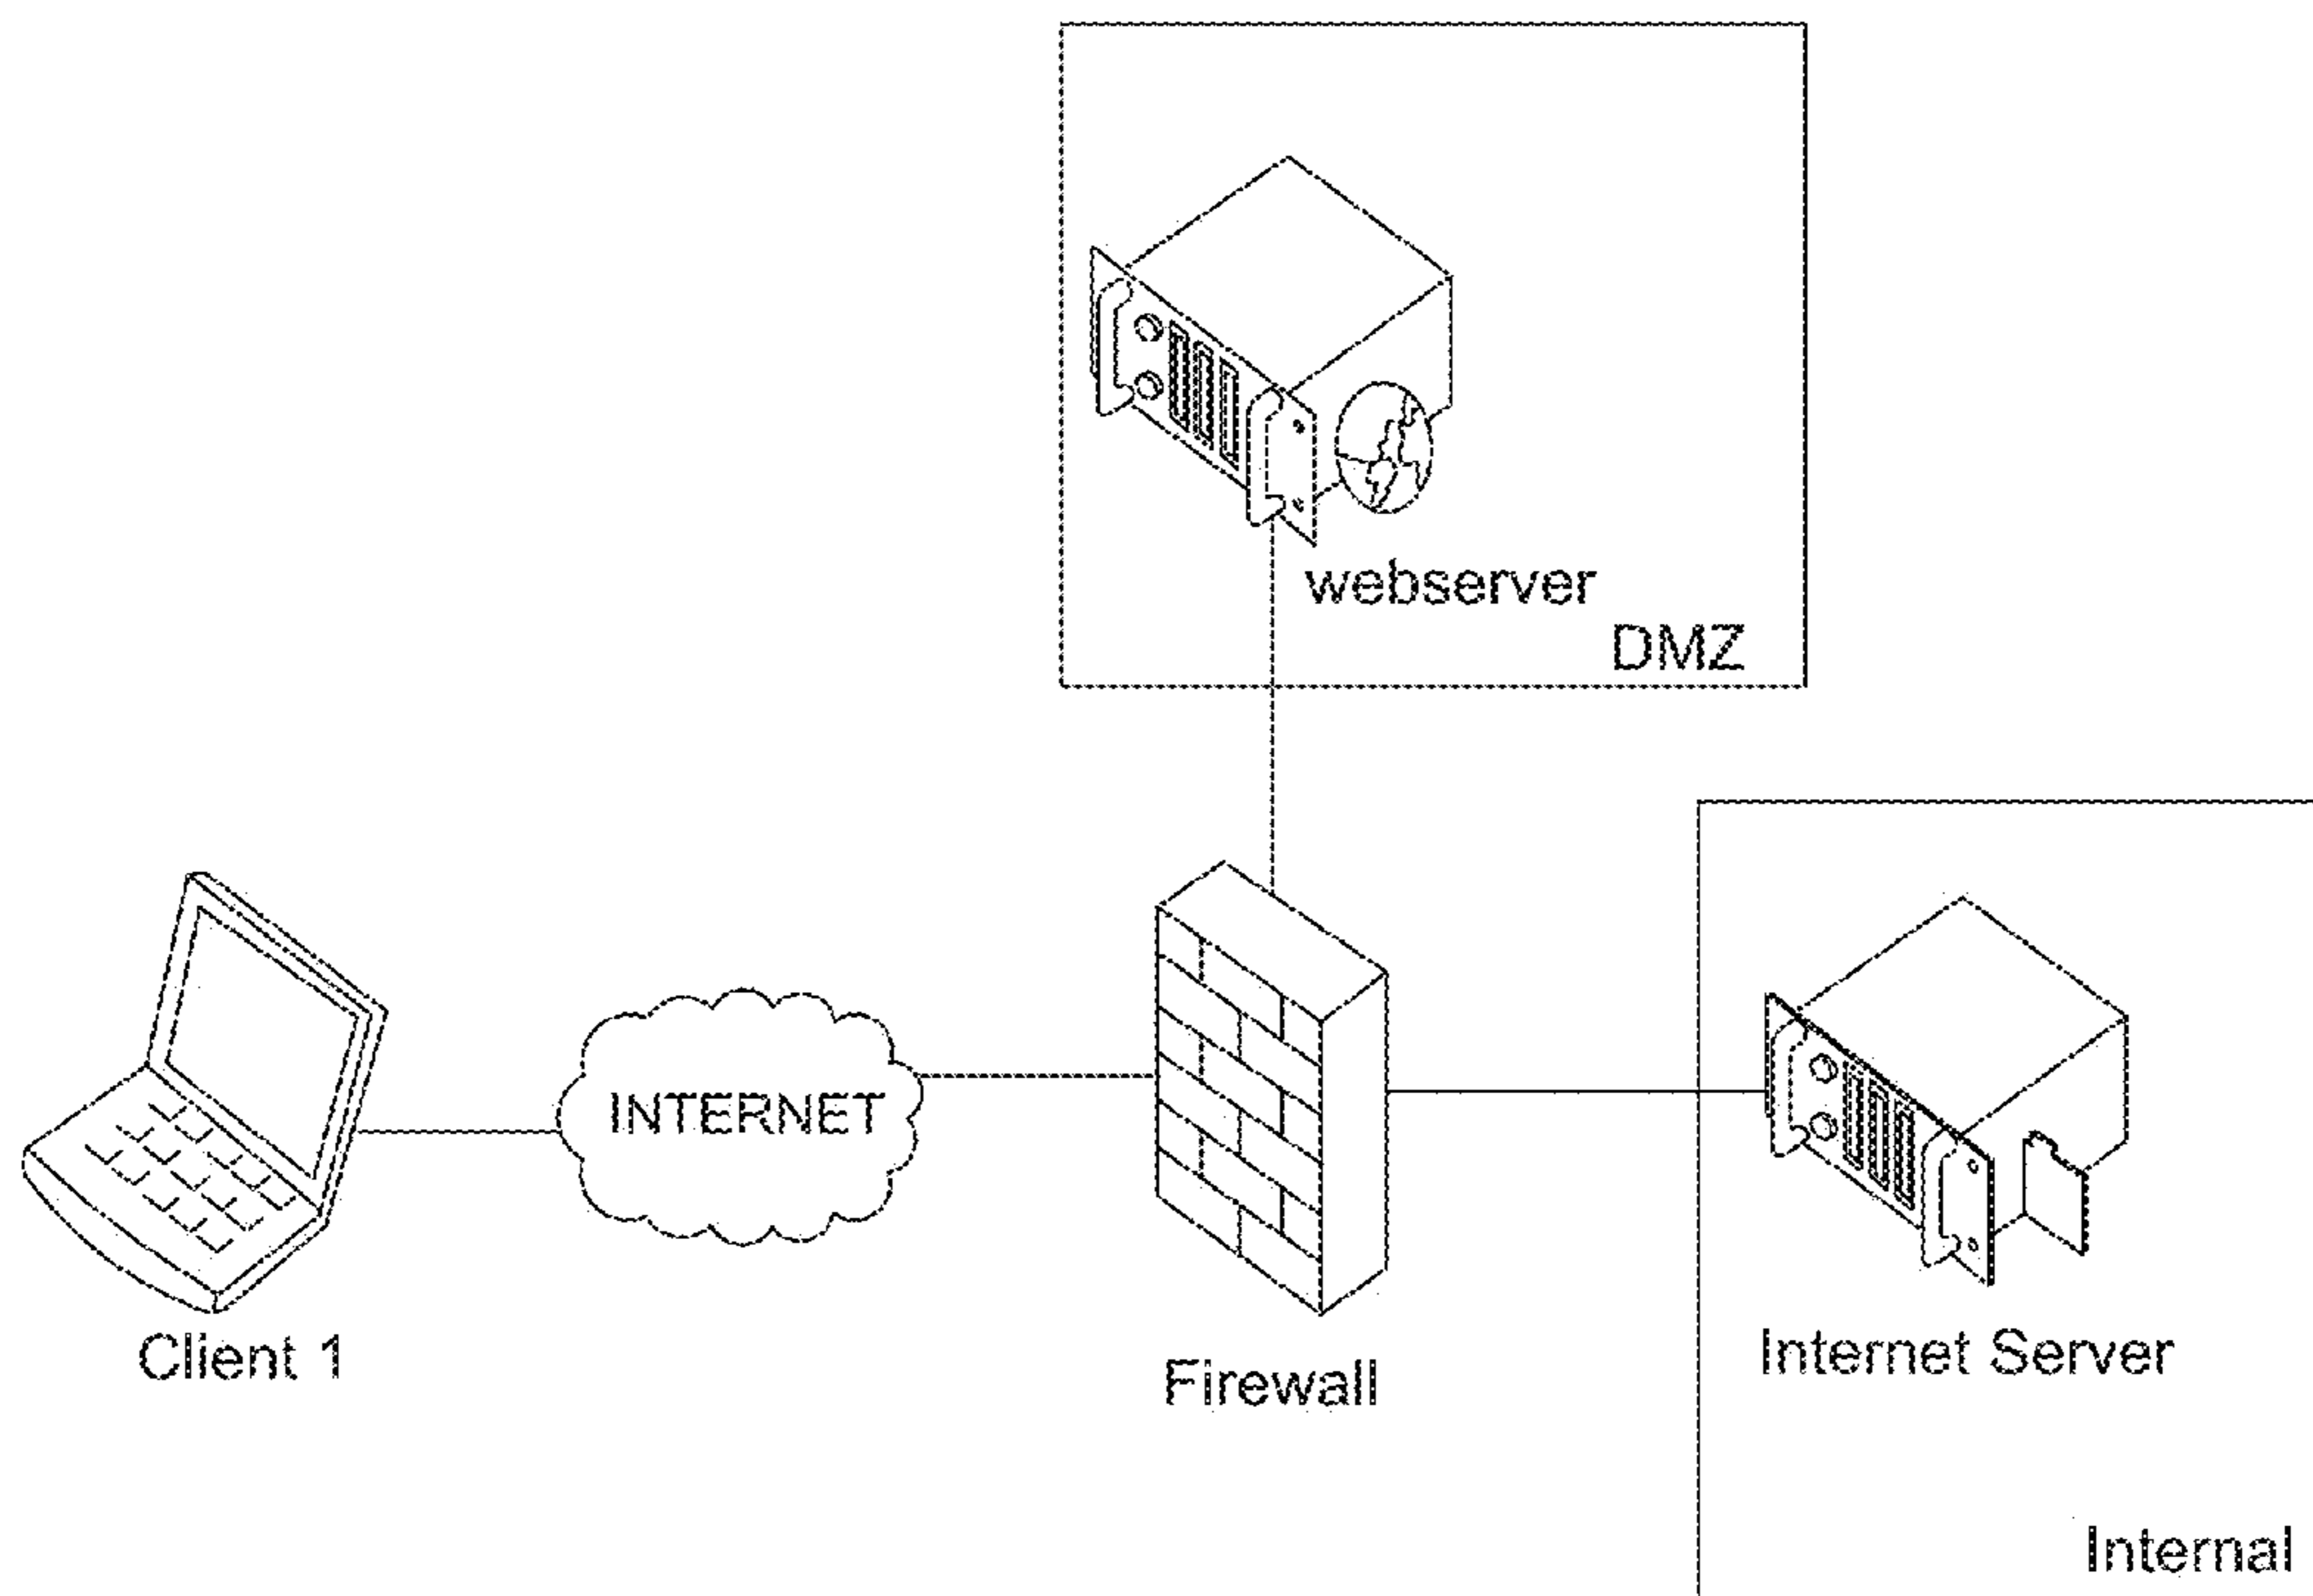 webserver
DMZ
INTERNET
Client 1
Firewall
Internet Server
Internal